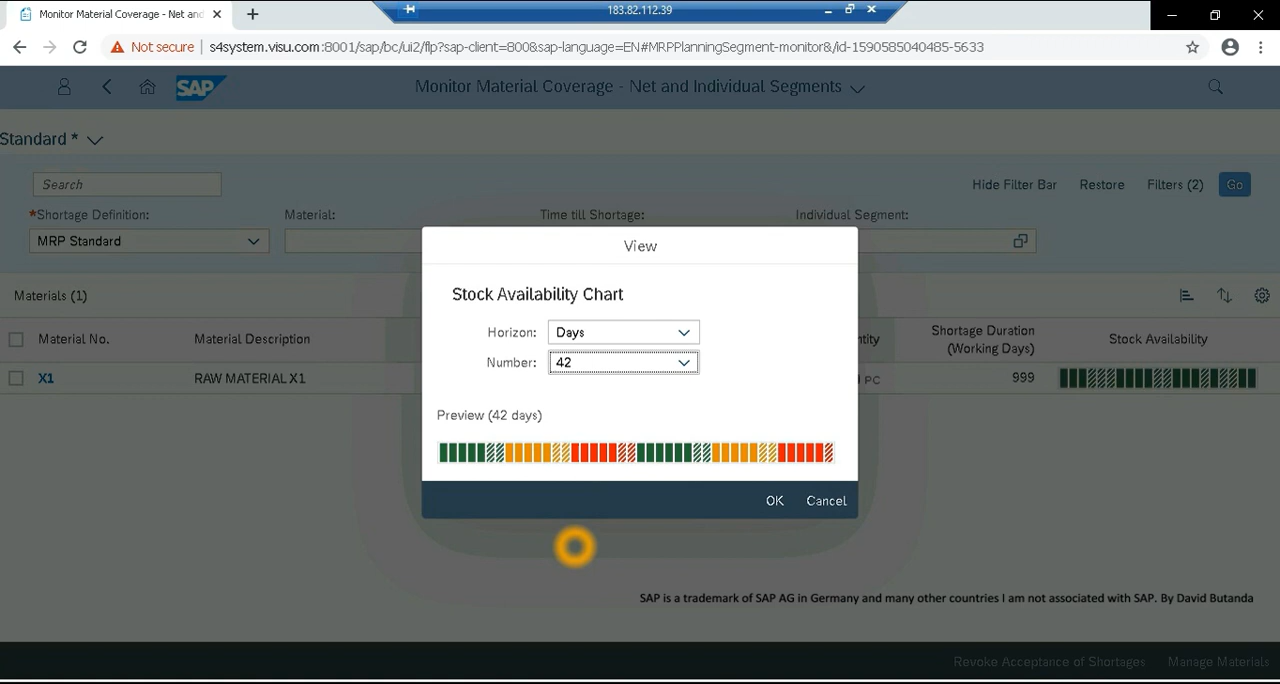 Monitor Material Coverage - Net and
183.82.112.39
Not secure | s4system.visu.com:8001/sap/bc/ui2/flp?sap-client=800&sap-language=EN#MRPPlanningSegment-monitor&/id-1590585040485-5633
SAP
Monitor Material Coverage - Net and Individual Segments
Standard *
Search
Hide Filter Bar Restore Filters (2) Go
*Shortage Definition: Material: Time till Shortage: Individual Segment:
MRP Standard
View
Materials (1)
Stock Availability Chart
Material No. Material Description Shortage Duration (Working Days) Stock Availability
Horizon: Days
Number: 42
X1 RAW MATERIAL X1 PC 999
Preview (42 days)
OK Cancel
SAP is a trademark of SAP AG in Germany and many other countries I am not associated with SAP. By David Butanda
Revoke Acceptance of Shortages Manage Materials